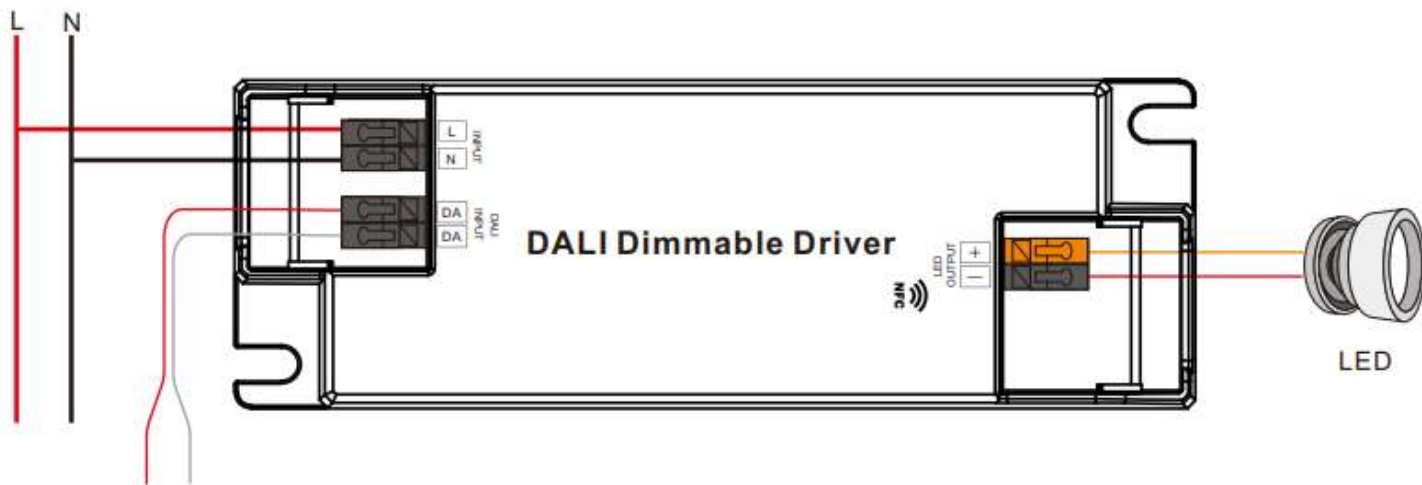 L N
L
N
INPUT
DA
DA
DALI
INPUT
DALI Dimmable Driver
NFC
LED
OUTPUT
+
—
LED